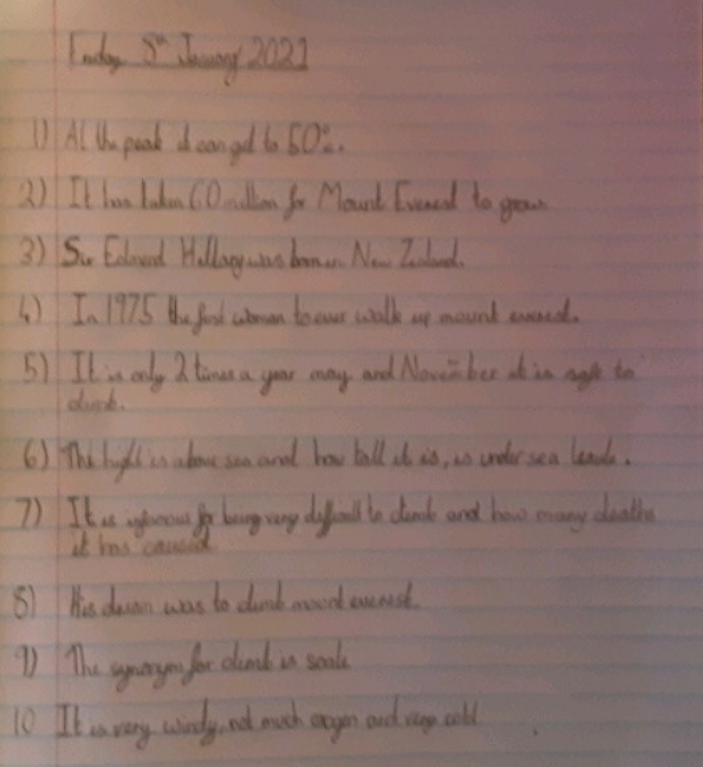 Friday 8th January 2021
1) At the peak it can get to 60%.
2) It has taken 60 million for Mount Everest to grow
3) Sir Edmund Hillary was born in New Zealand.
4) In 1975 the first woman to ever walk up mount everest.
5) It is only 2 times a year may and November it is safe to
climb.
6) The hight is above sea and how tall it is, is under sea levels.
7) It is infamous for being very difficult to climb and how many deaths
it has caused
8) His dream was to climb mount everest.
9) The synonym for climb is scale
10 It is very windy, not much oxygen and very cold